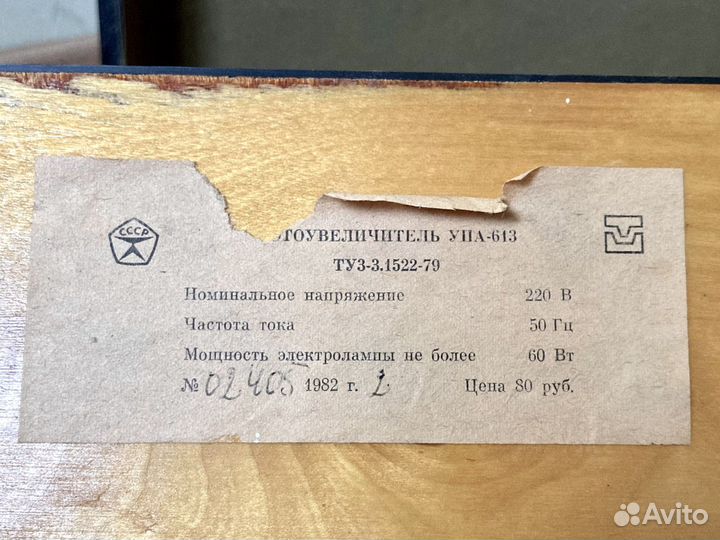 СССР
ОТОУВЕЛИЧИТЕЛЬ УПА-613
ТУ3-3.1522-79
Номинальное напряжение 220 В
Частота тока 50 Гц
Мощность электролампы не более 60 Вт
№ 02405 1982 г. 2 Цена 80 руб.
Avito